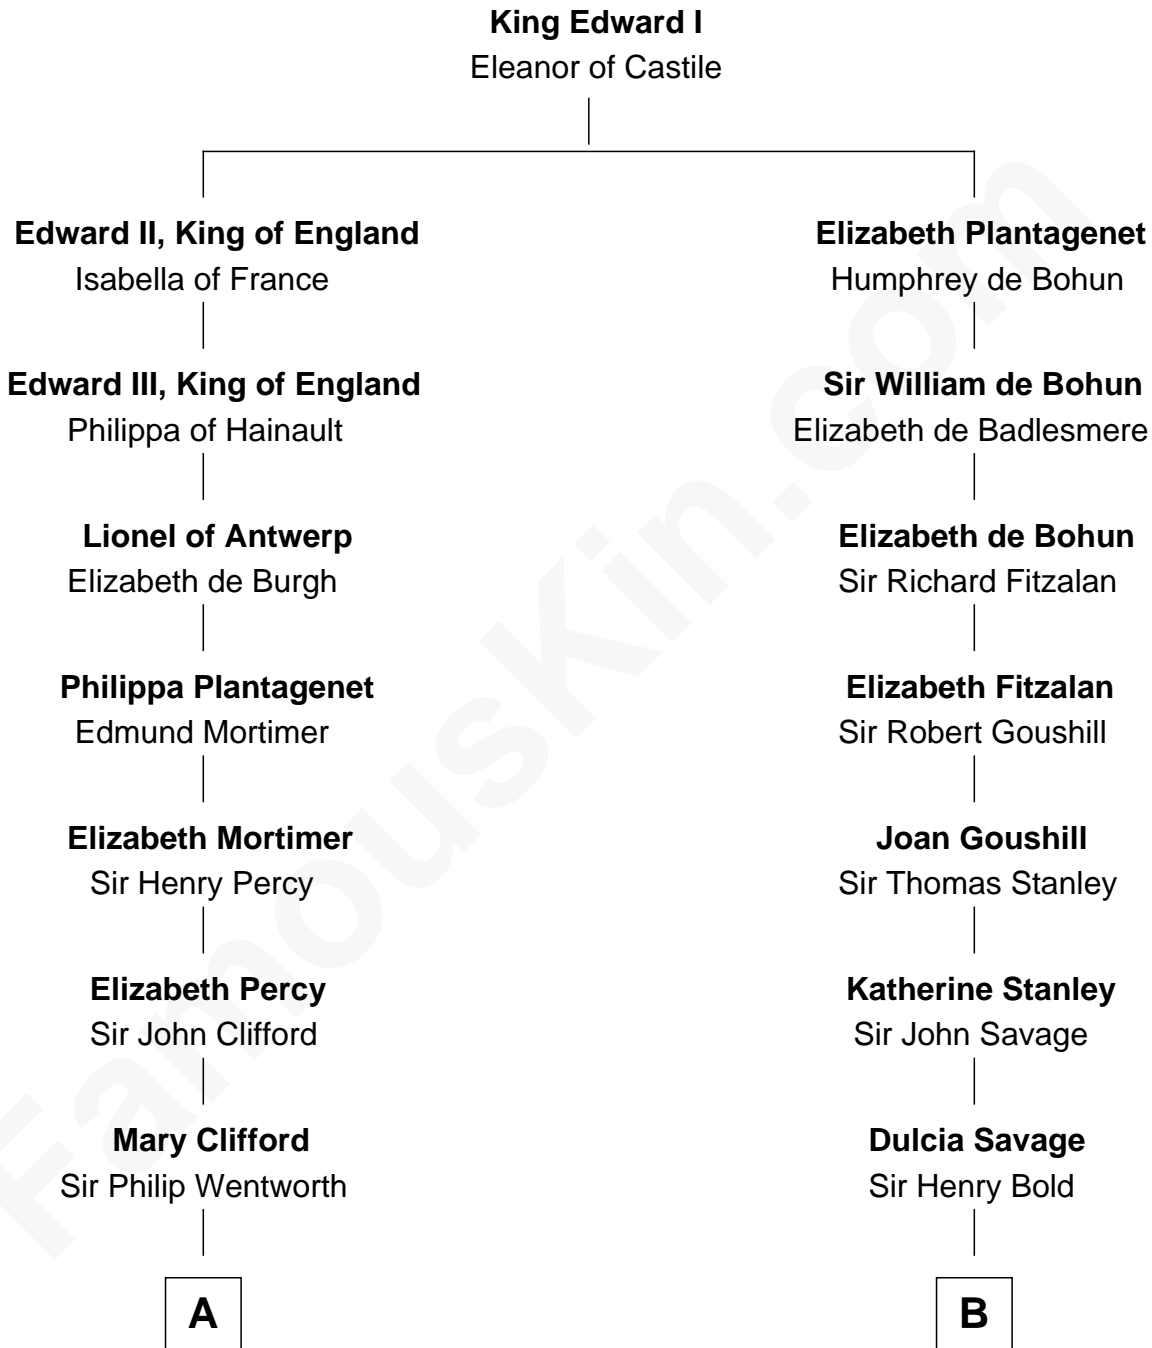 King Edward I
Eleanor of Castile
Edward II, King of England
Isabella of France
Edward III, King of England
Philippa of Hainault
Lionel of Antwerp
Elizabeth de Burgh
Philippa Plantagenet
Edmund Mortimer
Elizabeth Mortimer
Sir Henry Percy
Elizabeth Percy
Sir John Clifford
Mary Clifford
Sir Philip Wentworth
A
Elizabeth Plantagenet
Humphrey de Bohun
Sir William de Bohun
Elizabeth de Badlesmere
Elizabeth de Bohun
Sir Richard Fitzalan
Elizabeth Fitzalan
Sir Robert Goushill
Joan Goushill
Sir Thomas Stanley
Katherine Stanley
Sir John Savage
Dulcia Savage
Sir Henry Bold
B
FamousKin.com